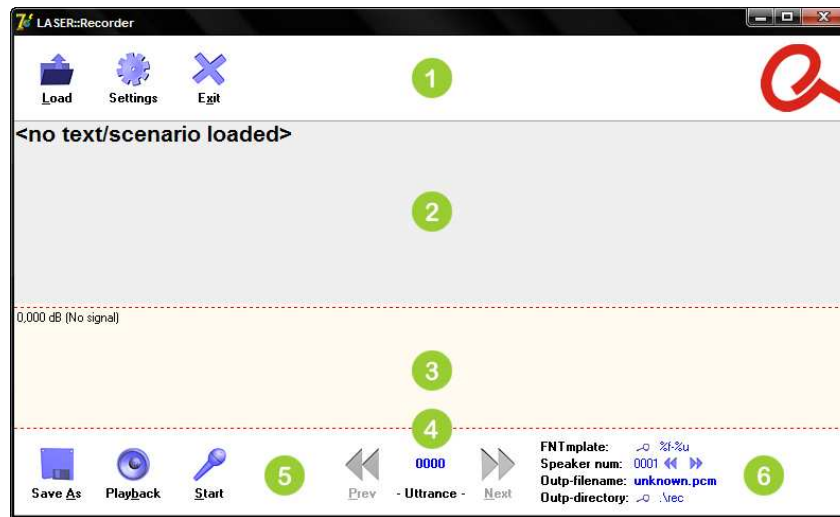 LASER::Recorder
Load Settings Exit
1
<no text/scenario loaded>
2
0,000 dB (No signal)
3
4
Save As Playback Start
5
Prev
0000
- Uttrance -
Next
FNTmplate: %f-%u
Speaker num: 0001
Outp-filename: unknown.pcm
Outp-directory: .\rec
6